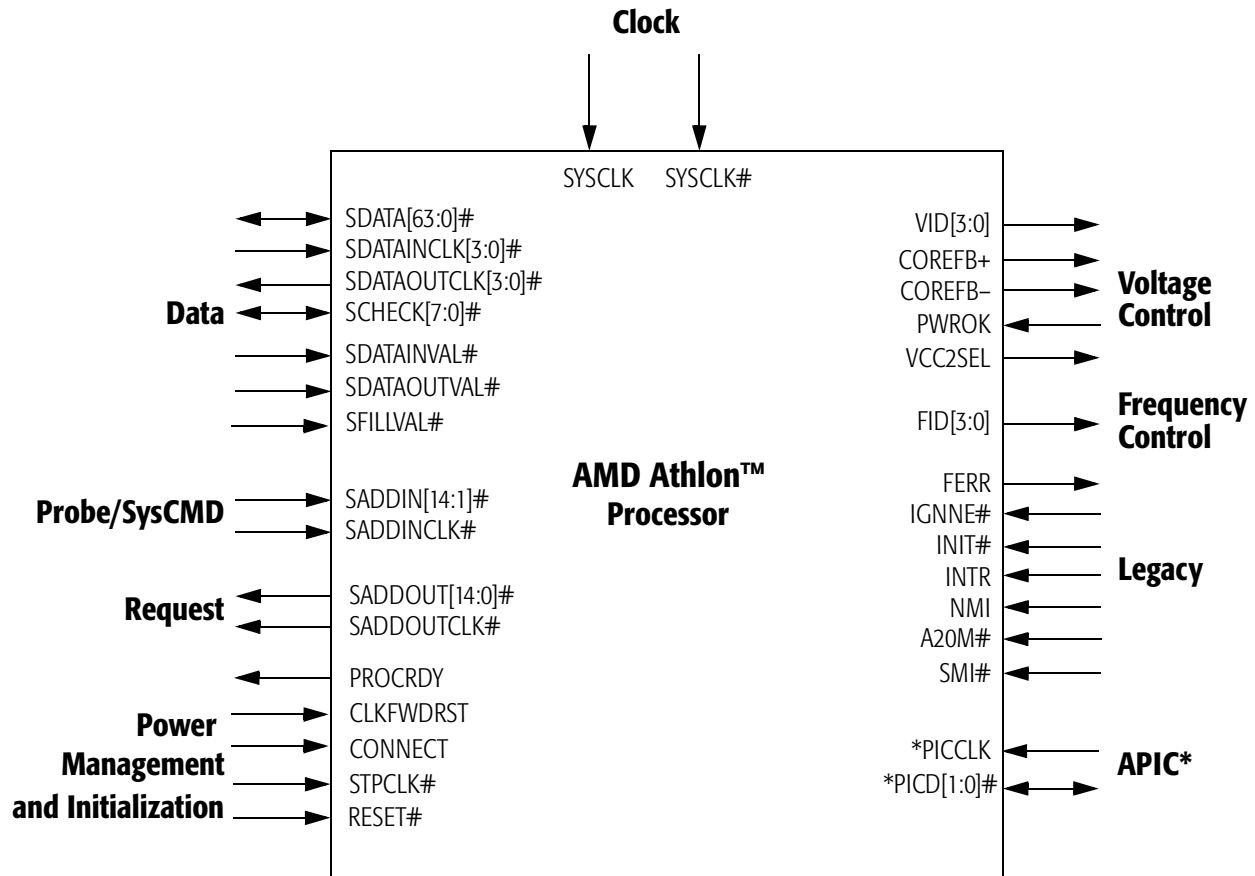 Clock
SYSCLK SYSCLK#
Data
SDATA[63:0]#
SDATAINCLK[3:0]#
SDATAOUTCLK[3:0]#
SCHECK[7:0]#
SDATAINVAL#
SDATAOUTVAL#
SFILLVAL#
Probe/SysCMD
SADDIN[14:1]#
SADDINCLK#
Request
SADDOUT[14:0]#
SADDOUTCLK#
Power
Management
and Initialization
PROCRDY
CLKFWDRST
CONNECT
STPCLK#
RESET#
AMD Athlon™
Processor
VID[3:0]
COREFB+
COREFB–
PWROK
VCC2SEL
Voltage
Control
FID[3:0]
Frequency
Control
FERR
IGNNE#
INIT#
INTR
NMI
A20M#
SMI#
Legacy
*PICCLK
*PICD[1:0]#
APIC*